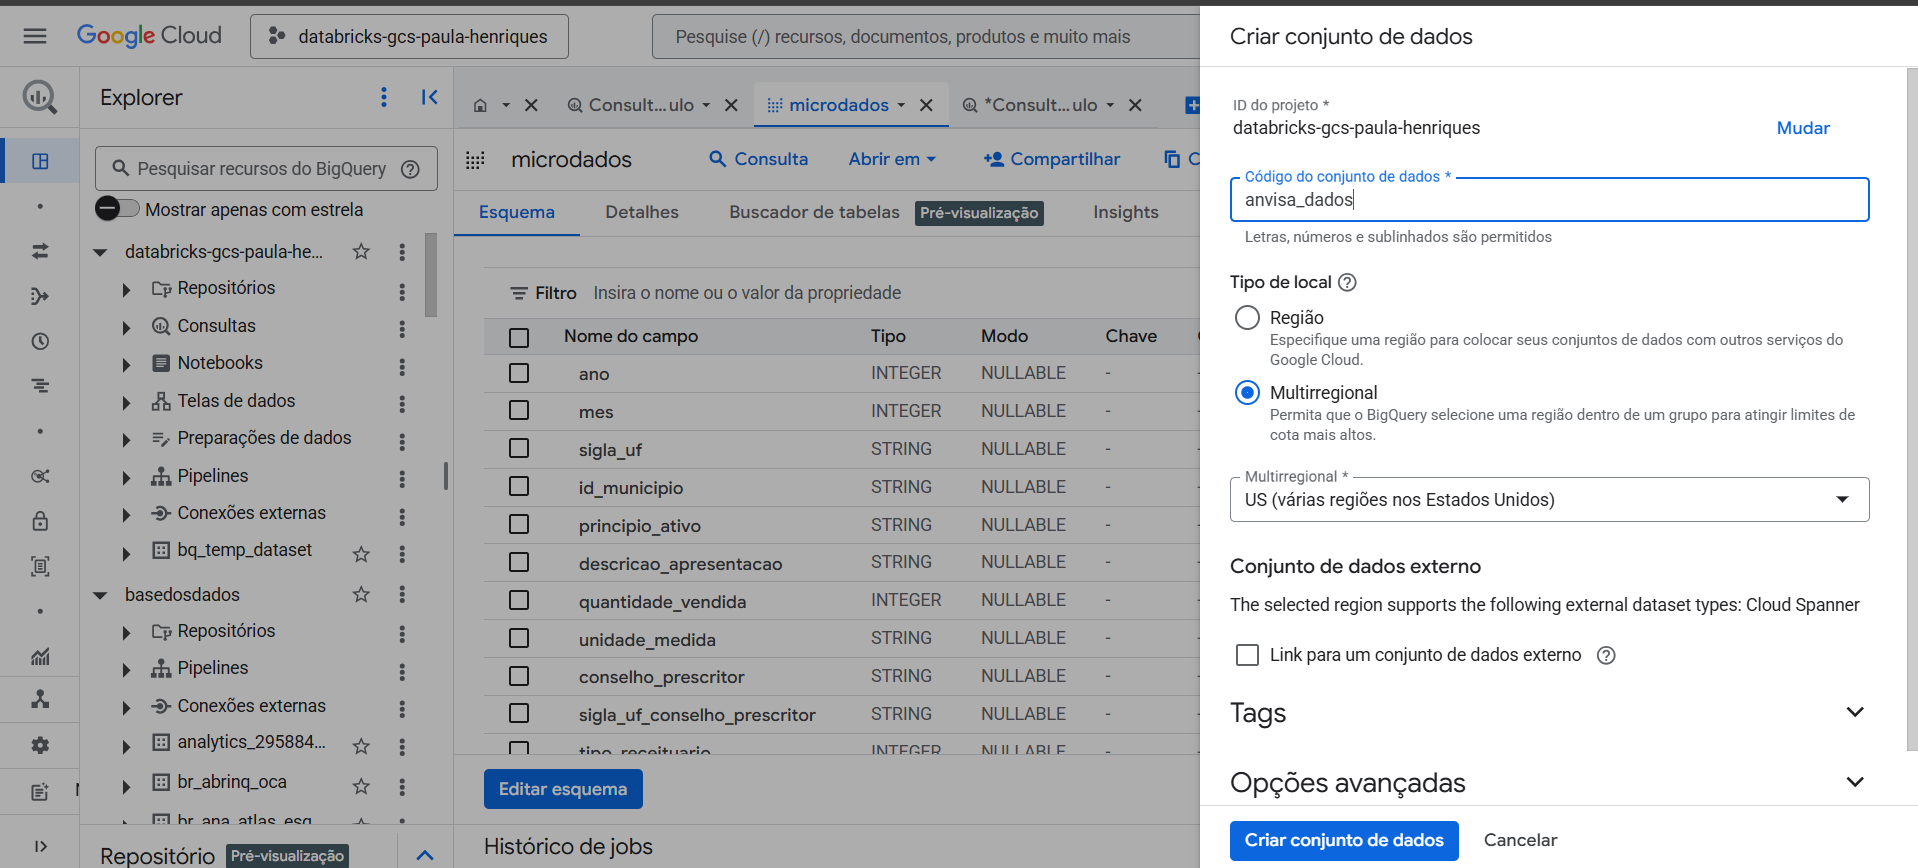 Google Cloud
databricks-gcs-paula-henriques
Pesquise (/) recursos, documentos, produtos e muito mais
Explorer
Pesquisar recursos do BigQuery
Mostrar apenas com estrela
databricks-gcs-paula-he...
Repositórios
Consultas
Notebooks
Telas de dados
Preparações de dados
Pipelines
Conexões externas
bq_temp_dataset
basedosdados
Repositórios
Pipelines
Conexões externas
analytics_295884...
br_abrinq_oca
br_ana_atlas_esg
Repositório Pré-visualização
Consult...ulo
microdados
*Consult...ulo
microdados
Consulta
Abrir em
Compartilhar
C
Esquema
Detalhes
Buscador de tabelas Pré-visualização
Insights
Filtro Insira o nome ou o valor da propriedade
Nome do campo Tipo Modo Chave
ano INTEGER NULLABLE - -
mes INTEGER NULLABLE - -
sigla_uf STRING NULLABLE - -
id_municipio STRING NULLABLE - -
principio_ativo STRING NULLABLE - -
descricao_apresentacao STRING NULLABLE - -
quantidade_vendida INTEGER NULLABLE - -
unidade_medida STRING NULLABLE - -
conselho_prescritor STRING NULLABLE - -
sigla_uf_conselho_prescritor STRING NULLABLE - -
tipo_receituario INTEGER NULLABLE - -
Editar esquema
Histórico de jobs
Criar conjunto de dados
ID do projeto *
databricks-gcs-paula-henriques
Mudar
Código do conjunto de dados *
anvisa_dados
Letras, números e sublinhados são permitidos
Tipo de local
Região
Especifique uma região para colocar seus conjuntos de dados com outros serviços do
Google Cloud.
Multirregional
Permita que o BigQuery selecione uma região dentro de um grupo para atingir limites de
cota mais altos.
Multirregional *
US (várias regiões nos Estados Unidos)
Conjunto de dados externo
The selected region supports the following external dataset types: Cloud Spanner
Link para um conjunto de dados externo
Tags
Opções avançadas
Criar conjunto de dados
Cancelar